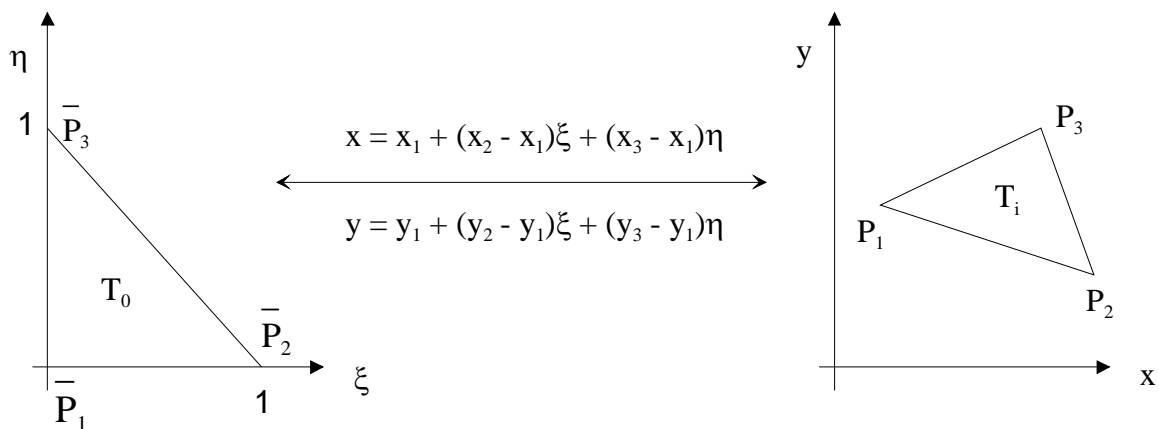 η
1
P̅₃
T₀
P̅₂
P̅₁
1
ξ
x = x₁ + (x₂ - x₁)ξ + (x₃ - x₁)η
y = y₁ + (y₂ - y₁)ξ + (y₃ - y₁)η
y
P₃
Tᵢ
P₁
P₂
x